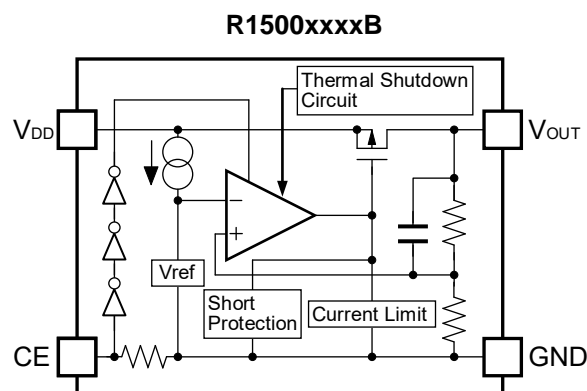 R1500xxxxB
Thermal Shutdown
Circuit
VDD
VOUT
−
+
Vref
Short
Protection
Current Limit
CE
GND